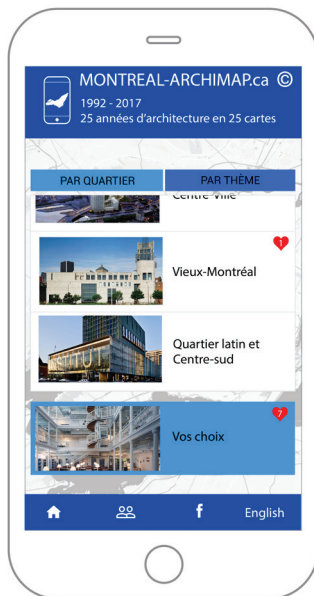 MONTREAL-ARCHIMAP.ca ©
1992 - 2017
25 années d'architecture en 25 cartes
PAR QUARTIER
PAR THÈME
Centre-Ville
1
Vieux-Montréal
Quartier latin et
Centre-sud
7
Vos choix
f
English